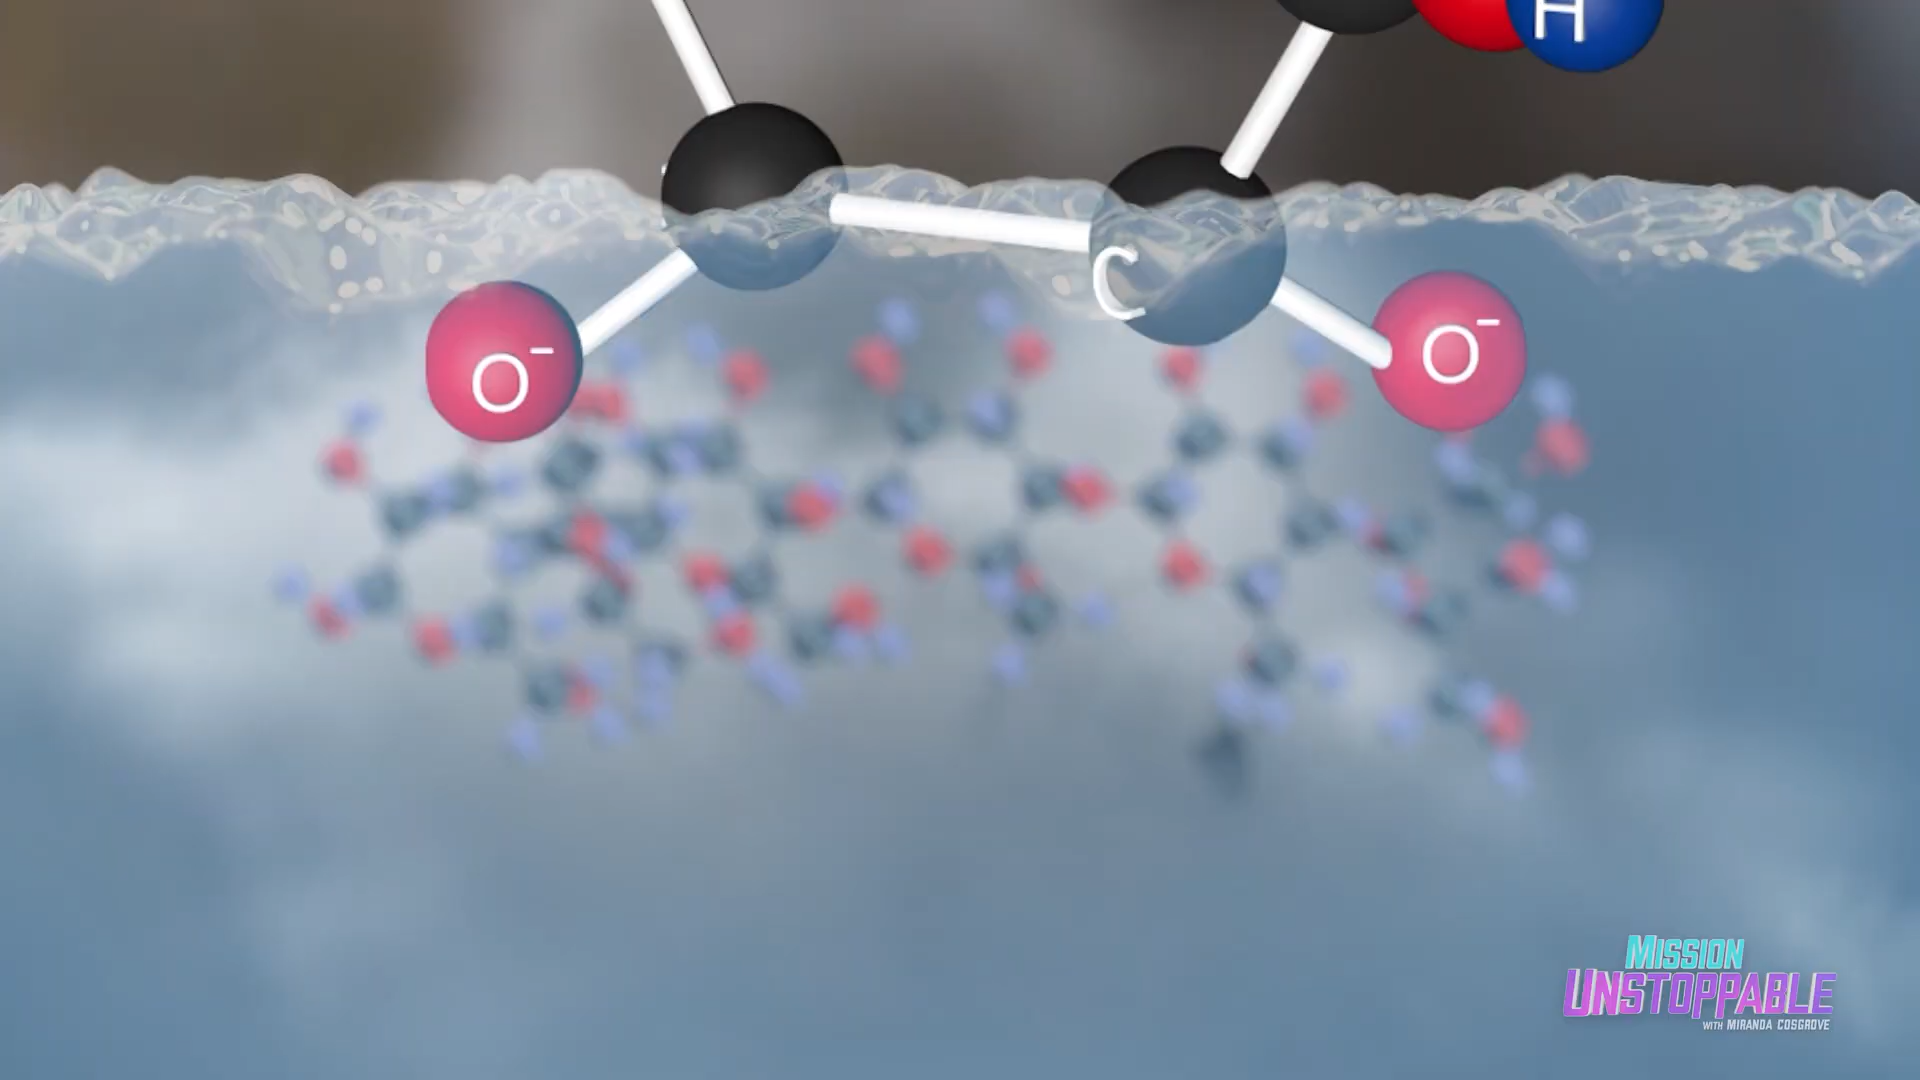 H
C
O⁻
O⁻
MISSION
UNSTOPPABLE
WITH MIRANDA COSGROVE